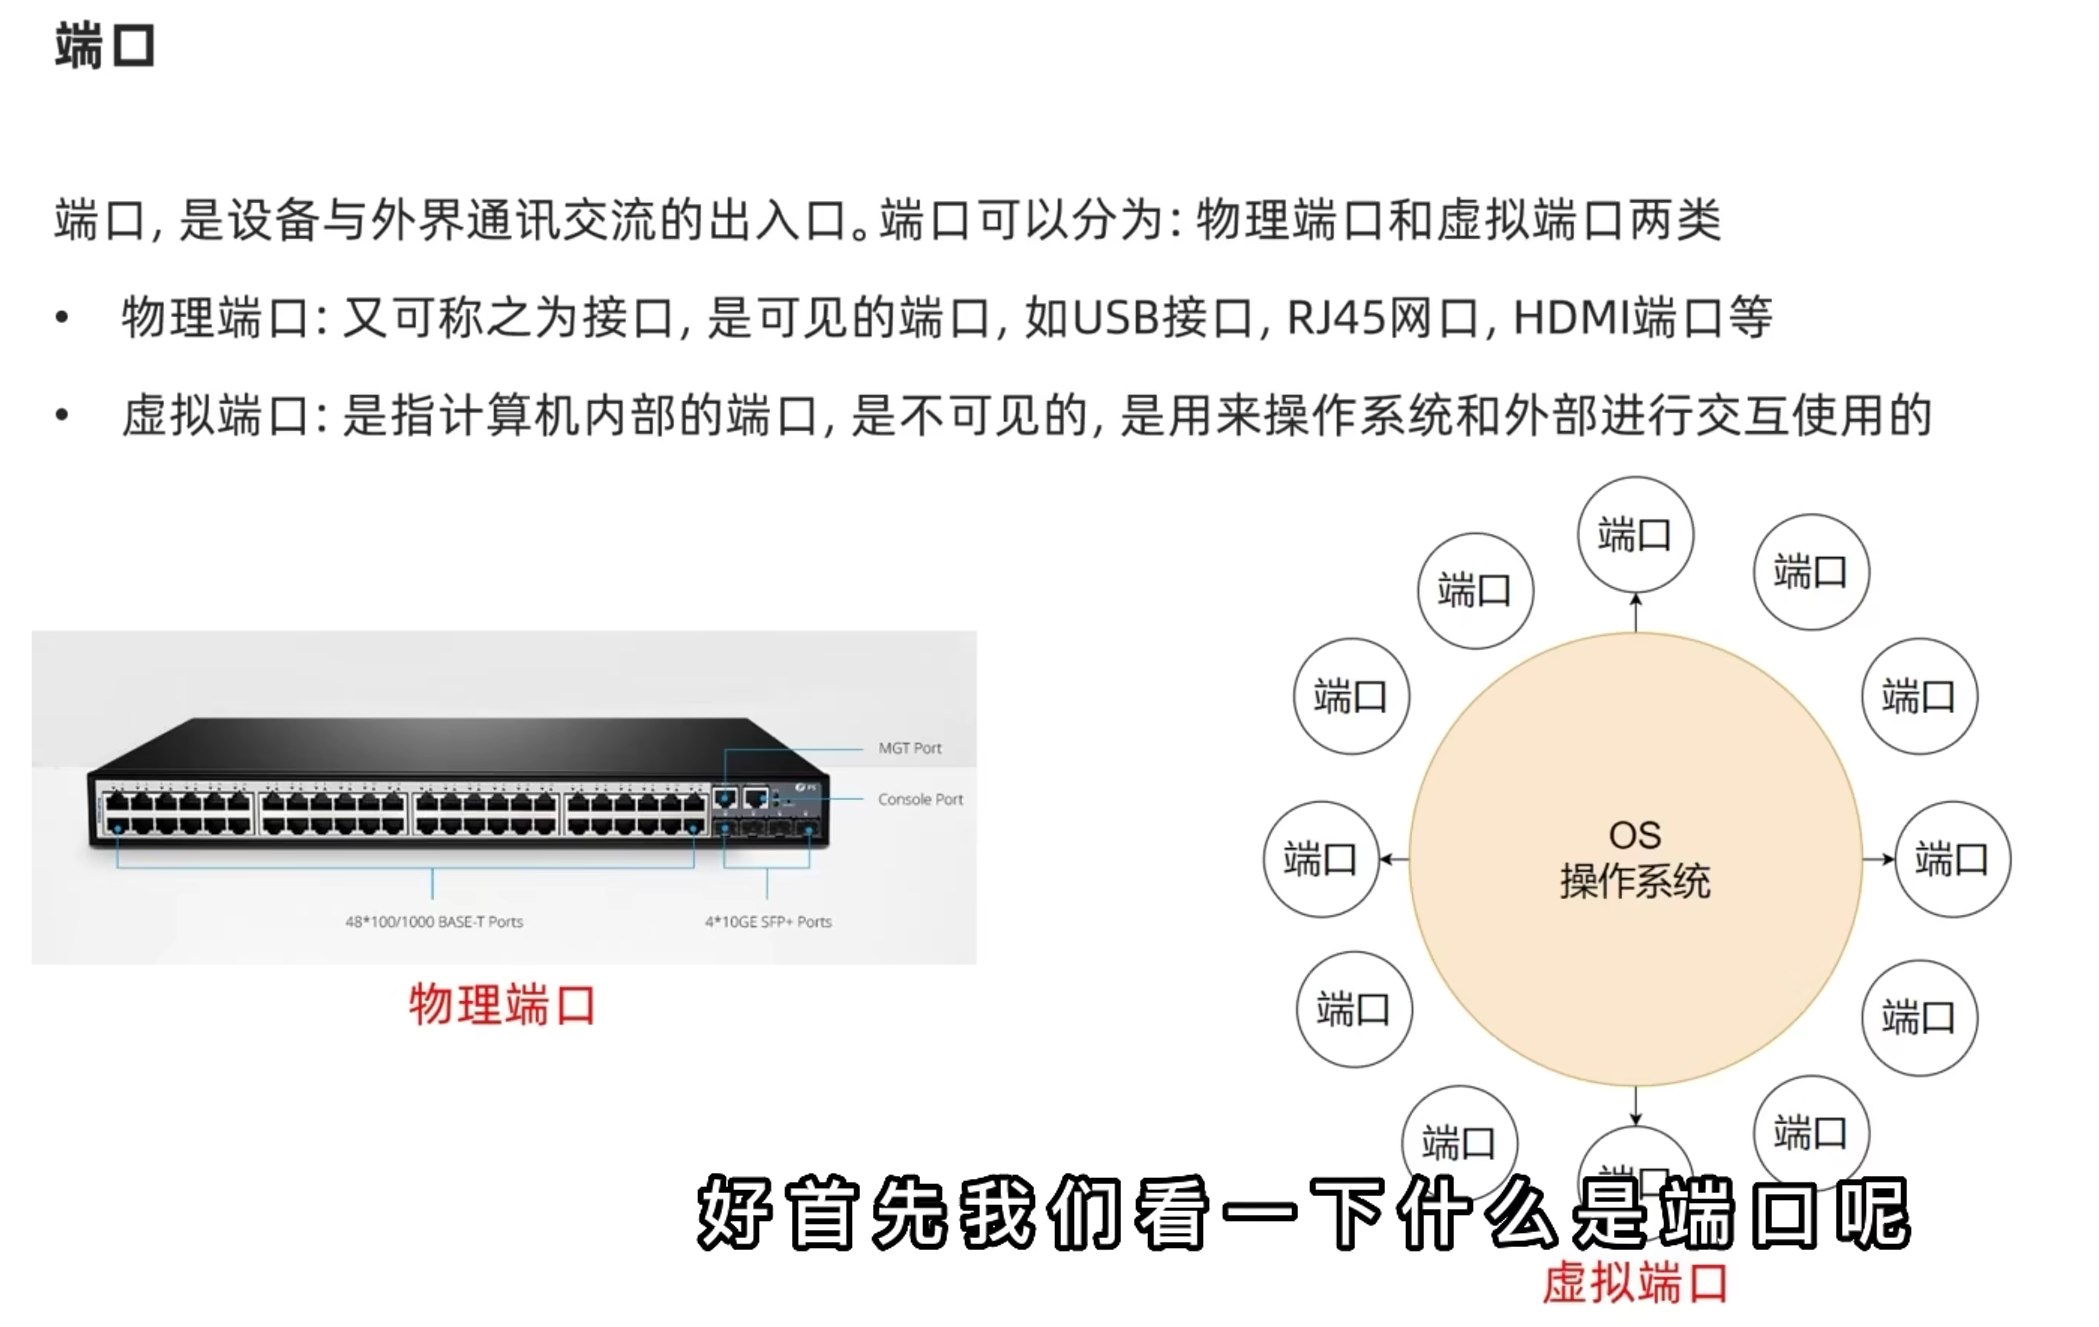 端口
端口, 是设备与外界通讯交流的出入口。端口可以分为: 物理端口和虚拟端口两类
• 物理端口: 又可称之为接口, 是可见的端口, 如USB接口, RJ45网口, HDMI端口等
• 虚拟端口: 是指计算机内部的端口, 是不可见的, 是用来操作系统和外部进行交互使用的
MGT Port
Console Port
FS
48*100/1000 BASE-T Ports
4*10GE SFP+ Ports
物理端口
端口
端口
端口
端口
端口
端口
OS
操作系统
端口
端口
端口
端口
端口
端口
好首先我们看一下什么是端口呢
虚拟端口